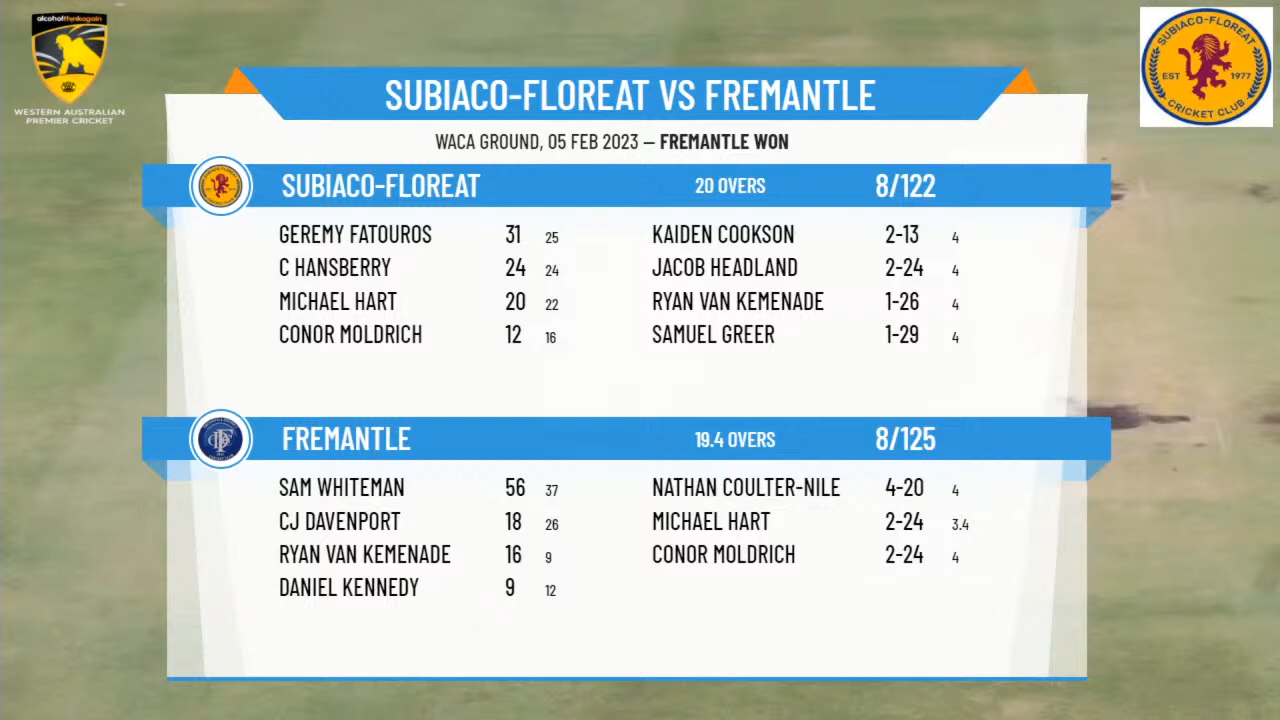 alcoholthinkagain
WESTERN AUSTRALIAN
PREMIER CRICKET
SUBIACO-FLOREAT
EST 1977
CRICKET CLUB
SUBIACO-FLOREAT VS FREMANTLE
WACA GROUND, 05 FEB 2023 – FREMANTLE WON
SUBIACO-FLOREAT 20 OVERS 8/122
GEREMY FATOUROS 31 25 KAIDEN COOKSON 2-13 4
C HANSBERRY 24 24 JACOB HEADLAND 2-24 4
MICHAEL HART 20 22 RYAN VAN KEMENADE 1-26 4
CONOR MOLDRICH 12 16 SAMUEL GREER 1-29 4
FREMANTLE 19.4 OVERS 8/125
SAM WHITEMAN 56 37 NATHAN COULTER-NILE 4-20 4
CJ DAVENPORT 18 26 MICHAEL HART 2-24 3.4
RYAN VAN KEMENADE 16 9 CONOR MOLDRICH 2-24 4
DANIEL KENNEDY 9 12